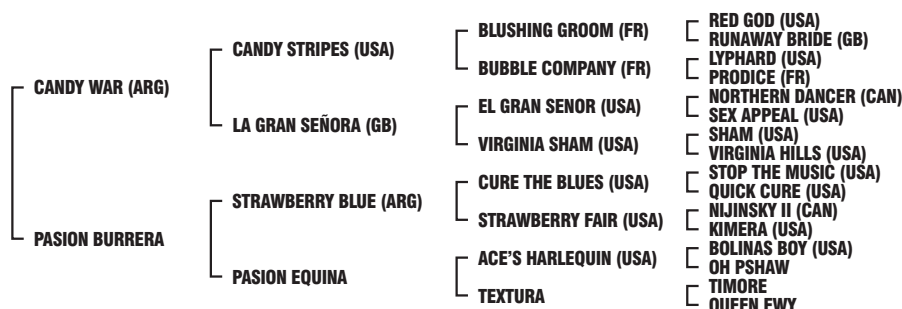 CANDY WAR (ARG)
PASION BURRERA
CANDY STRIPES (USA)
LA GRAN SEÑORA (GB)
STRAWBERRY BLUE (ARG)
PASION EQUINA
BLUSHING GROOM (FR)
BUBBLE COMPANY (FR)
EL GRAN SENOR (USA)
VIRGINIA SHAM (USA)
CURE THE BLUES (USA)
STRAWBERRY FAIR (USA)
ACE'S HARLEQUIN (USA)
TEXTURA
RED GOD (USA)
RUNAWAY BRIDE (GB)
LYPHARD (USA)
PRODICE (FR)
NORTHERN DANCER (CAN)
SEX APPEAL (USA)
SHAM (USA)
VIRGINIA HILLS (USA)
STOP THE MUSIC (USA)
QUICK CURE (USA)
NIJINSKY II (CAN)
KIMERA (USA)
BOLINAS BOY (USA)
OH PSHAW
TIMORE
QUEEN EWY